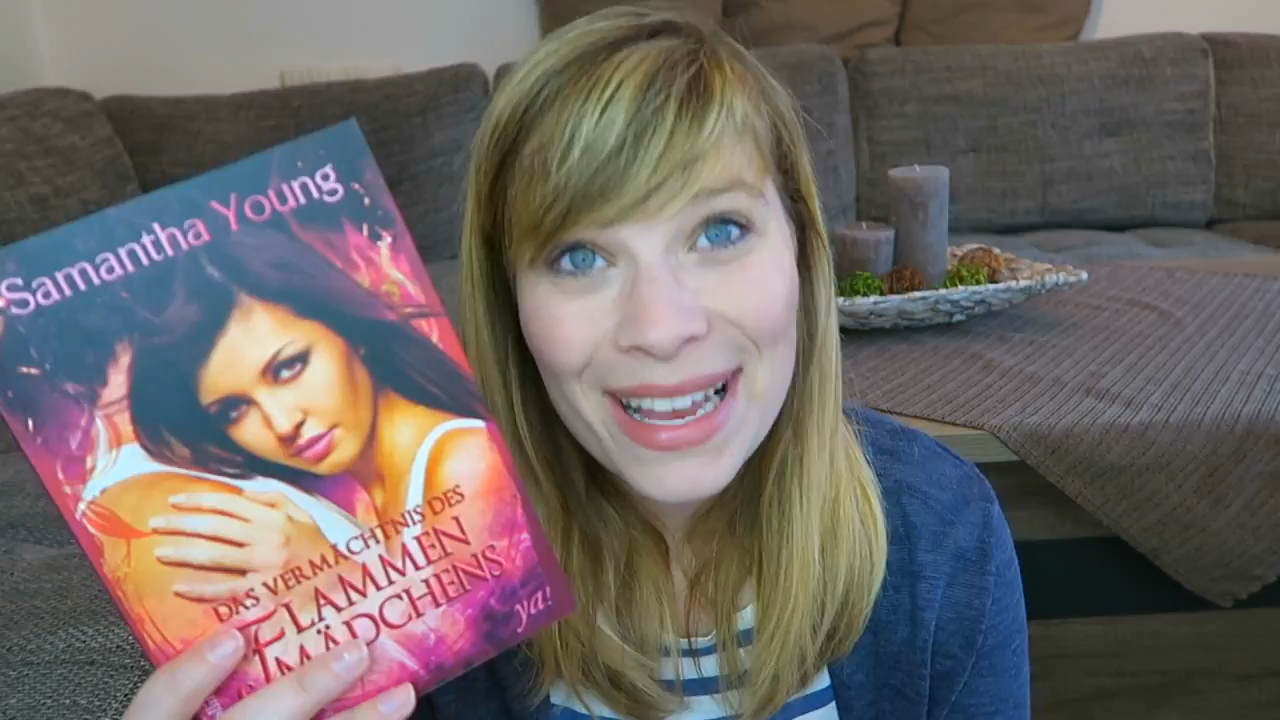 Samantha Young
DAS VERMÄCHTNIS DES
FLAMMEN
MÄDCHENS
ya!